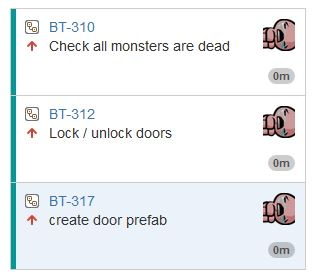 BT-310
Check all monsters are dead
0m
BT-312
Lock / unlock doors
0m
BT-317
create door prefab
0m